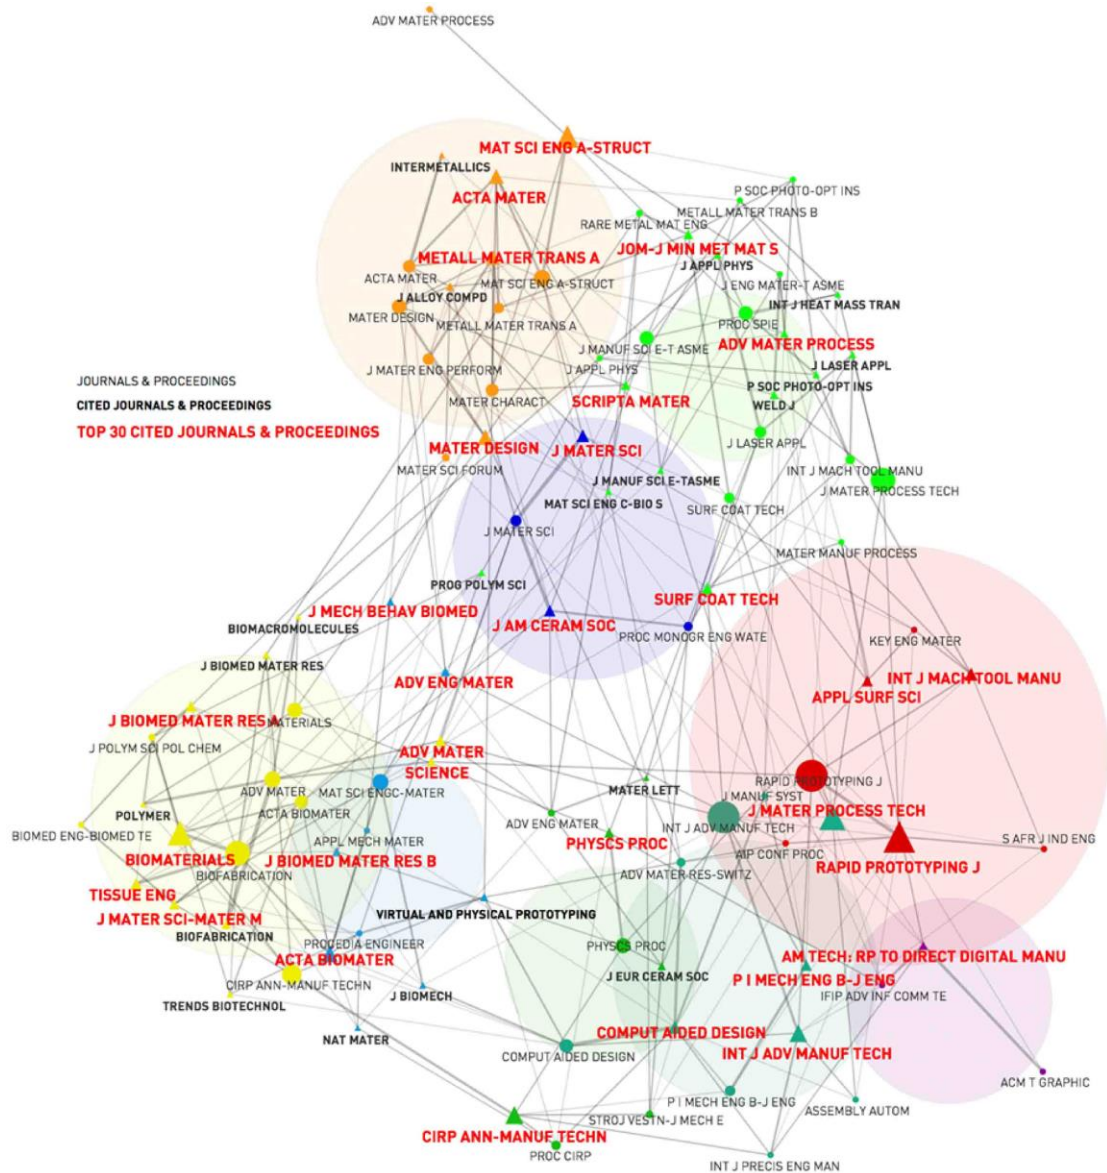 ADV MATER PROCESS
MAT SCI ENG A-STRUCT
INTERMETALLICS
ACTA MATER
P SOC PHOTO-OPT INS
METALL MATER TRANS B
RARE METAL MAT ENG
JOM-J MIN MET MAT S
METALL MATER TRANS A
J APPL PHYS
ACTA MATER
MAT SCI ENG A-STRUCT
J ENG MATER-T ASME
J ALLOY COMPD
INT J HEAT MASS TRAN
MATER DESIGN
METALL MATER TRANS A
PROC SPIE
J MANUF SCI E-T ASME
ADV MATER PROCESS
J MATER ENG PERFORM
J APPL PHYS
J LASER APPL
JOURNALS & PROCEEDINGS
P SOC PHOTO-OPT INS
MATER CHARACT
SCRIPTA MATER
WELD J
CITED JOURNALS & PROCEEDINGS
TOP 30 CITED JOURNALS & PROCEEDINGS
MATER DESIGN
J MATER SCI
J LASER APPL
MATER SCI FORUM
INT J MACH TOOL MANU
J MANUF SCI E-TASME
J MATER PROCESS TECH
MAT SCI ENG C-BIO S
SURF COAT TECH
J MATER SCI
MATER MANUF PROCESS
PROG POLYM SCI
SURF COAT TECH
J MECH BEHAV BIOMED
J AM CERAM SOC
BIOMACROMOLECULES
PROC MONOGR ENG WATE
KEY ENG MATER
J BIOMED MATER RES
ADV ENG MATER
INT J MACH TOOL MANU
APPL SURF SCI
J BIOMED MATER RES
MATERIALS
J POLYM SCI POL CHEM
ADV MATER
SCIENCE
RAPID PROTOTYPING J
ADV MATER
MAT SCI ENGC-MATER
MATER LETT
J MANUF SYST
POLYMER
ACTA BIOMATER
J MATER PROCESS TECH
BIOMED ENG-BIOMED TE
APPL MECH MATER
ADV ENG MATER
INT J ADV MANUF TECH
S AFR J IND ENG
PHYSCS PROC
BIOMATERIALS
J BIOMED MATER RES B
AIP CONF PROC
RAPID PROTOTYPING J
BIOFABRICATION
ADV MATER RES-SWITZ
TISSUE ENG
J MATER SCI-MATER M
VIRTUAL AND PHYSICAL PROTOTYPING
BIOFABRICATION
PROCEDIA ENGINEER
PHYSCS PROC
ACTA BIOMATER
AM TECH: RP TO DIRECT DIGITAL MANU
J EUR CERAM SOC
P I MECH ENG B-J ENG
CIRP ANN-MANUF TECHN
J BIOMECH
IFIP ADV INF COMM TE
TRENDS BIOTECHNOL
NAT MATER
COMPUT AIDED DESIGN
COMPUT AIDED DESIGN
INT J ADV MANUF TECH
ACM T GRAPHIC
P I MECH ENG B-J ENG
ASSEMBLY AUTOM
STROJ VESTN-J MECH E
CIRP ANN-MANUF TECHN
PROC CIRP
INT J PRECIS ENG MAN